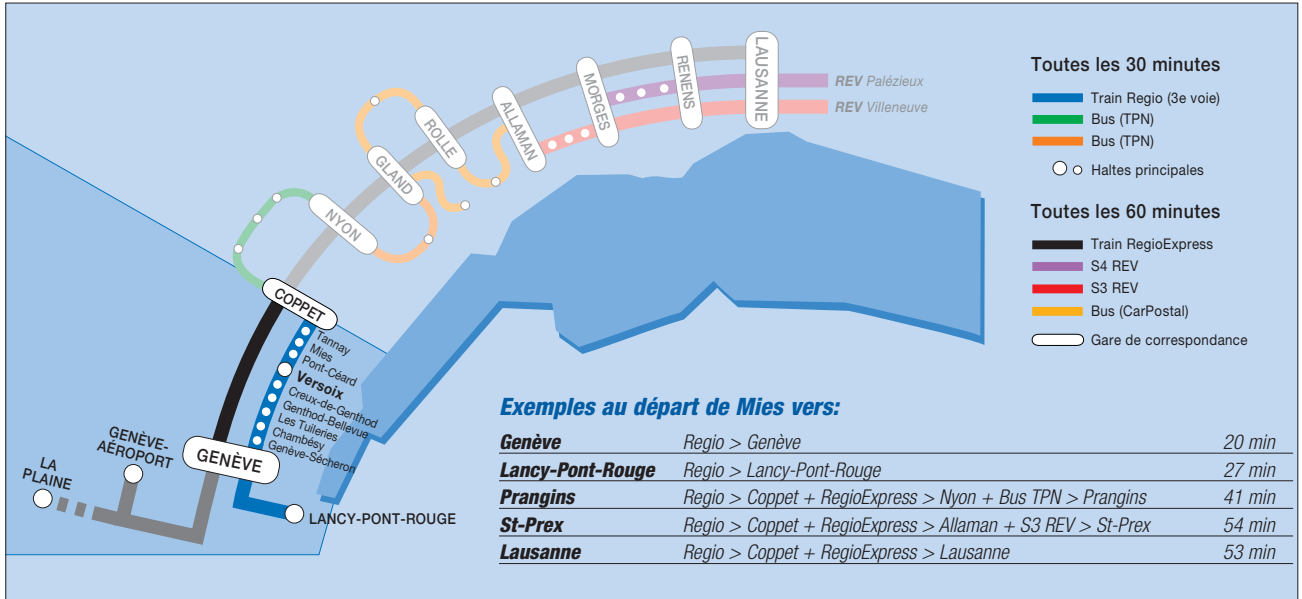 LAUSANNE
RENENS
MORGES
ALLAMAN
ROLLE
GLAND
NYON
COPPET
REV Palézieux
REV Villeneuve
Tannay
Mies
Pont-Céard
Versoix
Creux-de-Genthod
Genthod-Bellevue
Les Tuileries
Chambésy
Genève-Sécheron
GENÈVE
GENÈVE-
AÉROPORT
LA
PLAINE
LANCY-PONT-ROUGE
Toutes les 30 minutes
Train Regio (3e voie)
Bus (TPN)
Bus (TPN)
Haltes principales
Toutes les 60 minutes
Train RegioExpress
S4 REV
S3 REV
Bus (CarPostal)
Gare de correspondance
Exemples au départ de Mies vers:
Genève Regio > Genève 20 min
Lancy-Pont-Rouge Regio > Lancy-Pont-Rouge 27 min
Prangins Regio > Coppet + RegioExpress > Nyon + Bus TPN > Prangins 41 min
St-Prex Regio > Coppet + RegioExpress > Allaman + S3 REV > St-Prex 54 min
Lausanne Regio > Coppet + RegioExpress > Lausanne 53 min